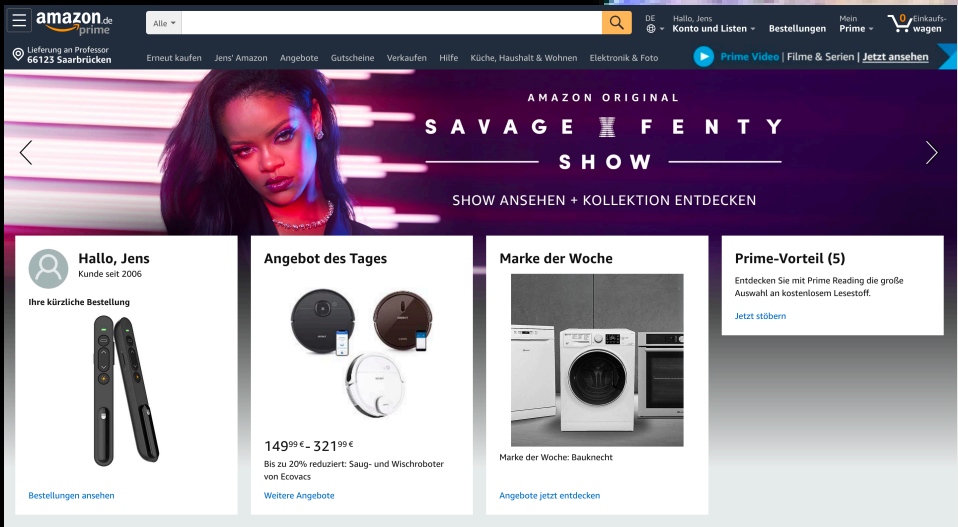 amazon.de
prime
Alle
DE
Hallo, Jens
Konto und Listen
Bestellungen
Mein
Prime
0
Einkaufs-
wagen
Lieferung an Professor
66123 Saarbrücken
Erneut kaufen Jens' Amazon Angebote Gutscheine Verkaufen Hilfe Küche, Haushalt & Wohnen Elektronik & Foto
Prime Video | Filme & Serien | Jetzt ansehen
AMAZON ORIGINAL
SAVAGE X FENTY
SHOW
SHOW ANSEHEN + KOLLEKTION ENTDECKEN
Hallo, Jens
Kunde seit 2006
Ihre kürzliche Bestellung
Bestellungen ansehen
Angebot des Tages
149⁹⁹ € - 321⁹⁹ €
Bis zu 20% reduziert: Saug- und Wischroboter
von Ecovacs
Weitere Angebote
Marke der Woche
Marke der Woche: Bauknecht
Angebote jetzt entdecken
Prime-Vorteil (5)
Entdecken Sie mit Prime Reading die große
Auswahl an kostenlosem Lesestoff.
Jetzt stöbern